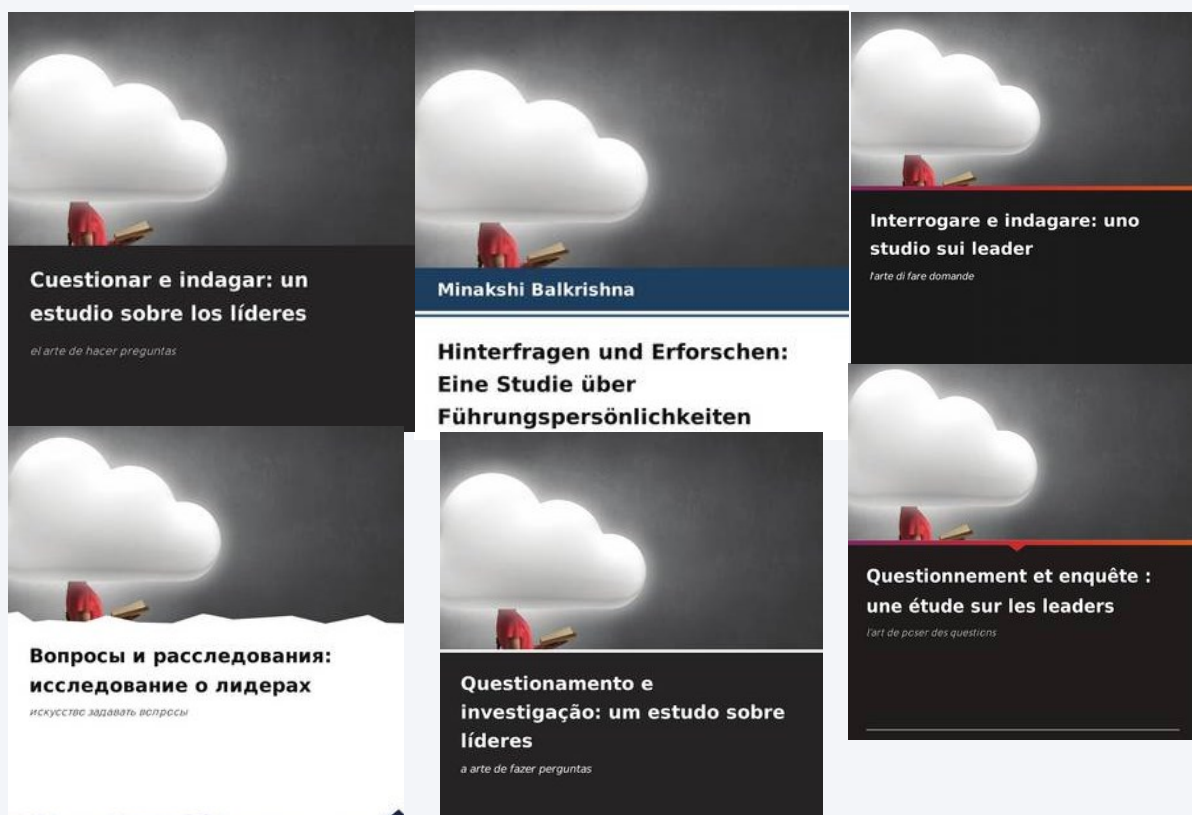 Cuestionar e indagar: un
estudio sobre los líderes
el arte de hacer preguntas
Minakshi Balkrishna
Hinterfragen und Erforschen:
Eine Studie über
Führungspersönlichkeiten
Interrogare e indagare: uno
studio sui leader
l'arte di fare domande
Вопросы и расследования:
исследование о лидерах
искусство задавать вопросы
Questionamento e
investigação: um estudo sobre
líderes
a arte de fazer perguntas
Questionnement et enquête :
une étude sur les leaders
l'art de poser des questions